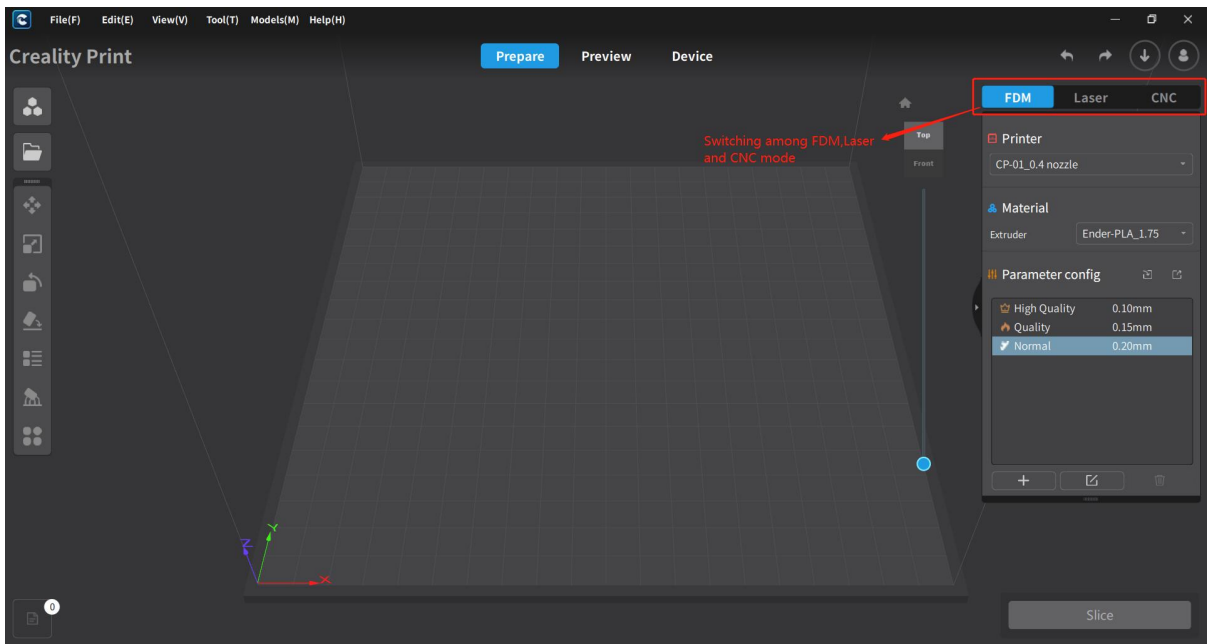 File(F) Edit(E) View(V) Tool(T) Models(M) Help(H)
Creality Print
Prepare Preview Device
FDM Laser CNC
Switching among FDM,Laser
and CNC mode
Top
Front
Printer
CP-01_0.4 nozzle
Material
Extruder Ender-PLA_1.75
Parameter config
High Quality 0.10mm
Quality 0.15mm
Normal 0.20mm
Z
Y
X
0
Slice